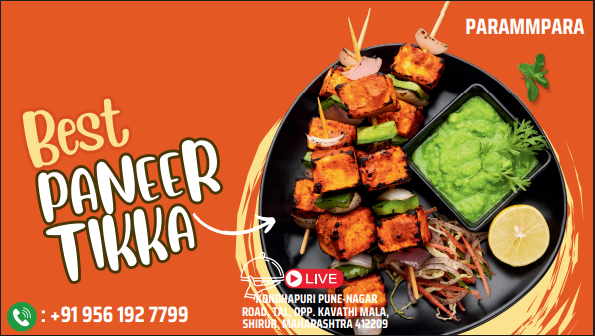 PARAMMPARA
Best
PANEER
TIKKA
LIVE
KONDHAPURI PUNE-NAGAR
ROAD, TAL, OPP. KAVATHI MALA,
SHIRUR, MAHARASHTRA 412209
: +91 956 192 7799